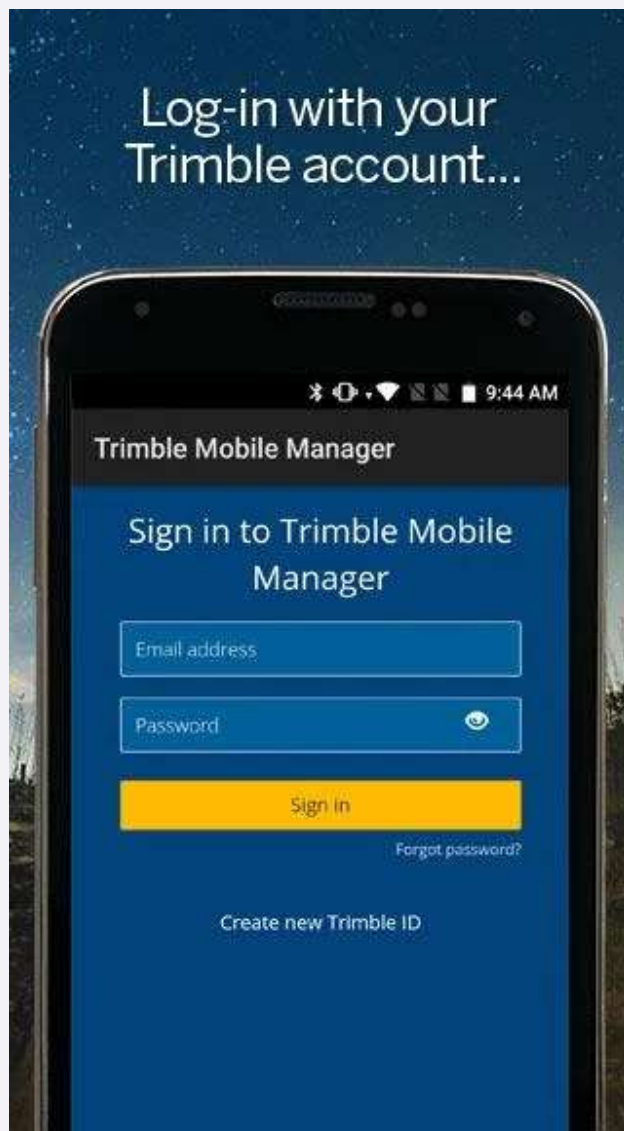 Log-in with your
Trimble account...
9:44 AM
Trimble Mobile Manager
Sign in to Trimble Mobile
Manager
Email address
Password
Sign in
Forgot password?
Create new Trimble ID